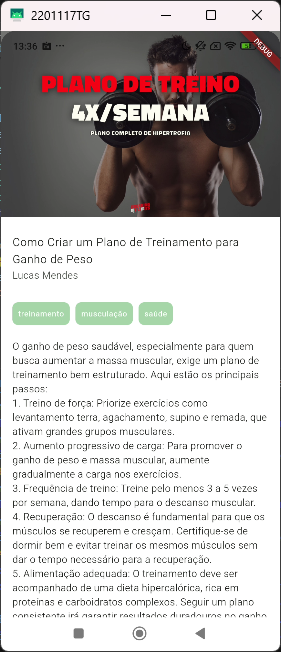 2201117TG
13:36
DEBUG
PLANO DE TREINO
4X/SEMANA
PLANO COMPLETO DE HIPERTROFIA
Como Criar um Plano de Treinamento para
Ganho de Peso
Lucas Mendes
treinamento musculação saúde
O ganho de peso saudável, especialmente para quem
busca aumentar a massa muscular, exige um plano de
treinamento bem estruturado. Aqui estão os principais
passos:
1. Treino de força: Priorize exercícios como
levantamento terra, agachamento, supino e remada, que
ativam grandes grupos musculares.
2. Aumento progressivo de carga: Para promover o
ganho de peso e massa muscular, aumente
gradualmente a carga nos exercícios.
3. Frequência de treino: Treine pelo menos 3 a 5 vezes
por semana, dando tempo para o descanso muscular.
4. Recuperação: O descanso é fundamental para que os
músculos se recuperem e cresçam. Certifique-se de
dormir bem e evitar treinar os mesmos músculos sem
dar o tempo necessário para a recuperação.
5. Alimentação adequada: O treinamento deve ser
acompanhado de uma dieta hipercalórica, rica em
proteínas e carboidratos complexos. Seguir um plano
consistente irá garantir resultados duradouros no ganho